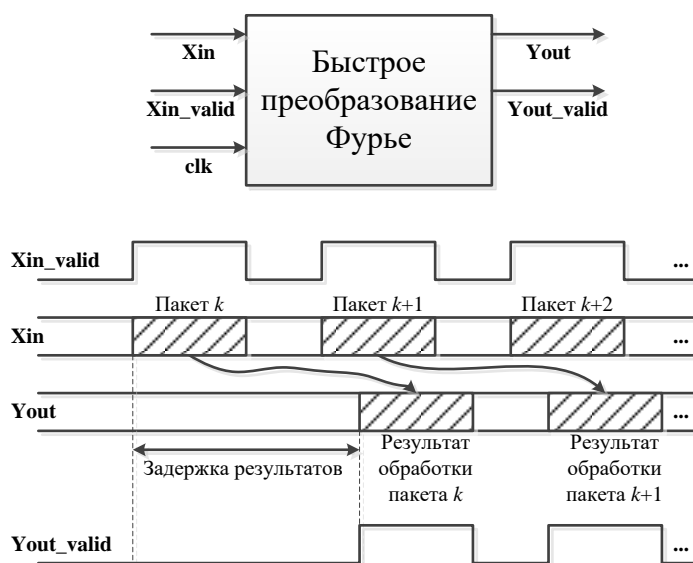 Xin
Xin_valid
clk
Быстрое
преобразование
Фурье
Yout
Yout_valid
Xin_valid
...
Пакет k
Пакет k+1
Пакет k+2
Xin
...
Yout
...
Задержка результатов
Результат
обработки
пакета k
Результат
обработки
пакета k+1
Yout_valid
...